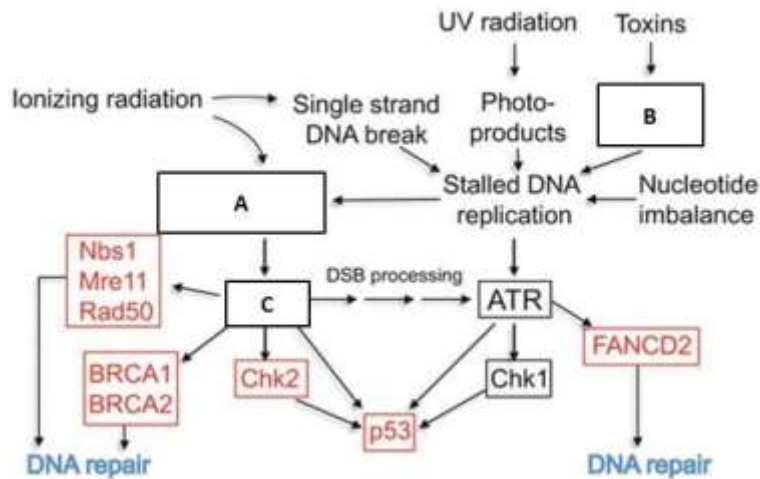 UV radiation
Toxins
Ionizing radiation
Single strand
DNA break
Photo-
products
B
A
Stalled DNA
replication
Nucleotide
imbalance
Nbs1
Mre11
Rad50
C
DSB processing
ATR
FANCD2
BRCA1
BRCA2
Chk2
Chk1
p53
DNA repair
DNA repair